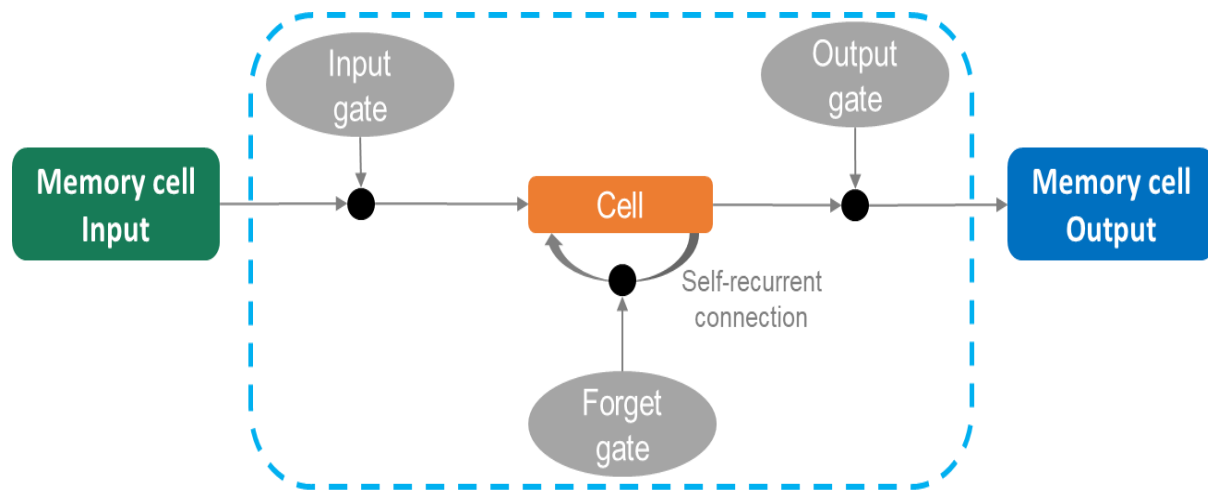 Input
gate
Output
gate
Memory cell
Input
Cell
Memory cell
Output
Self-recurrent
connection
Forget
gate